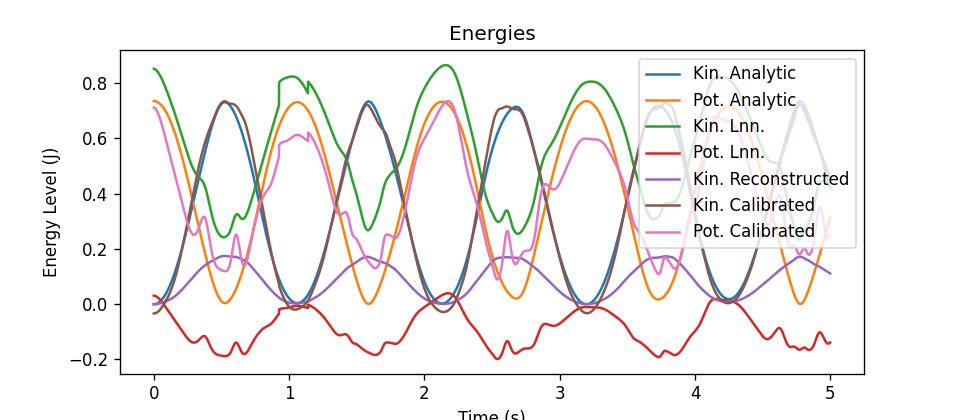 Energies
Energy Level (J)
0.8
0.6
0.4
0.2
0.0
−0.2
0
1
2
3
4
5
Time (s)
Kin. Analytic
Pot. Analytic
Kin. Lnn.
Pot. Lnn.
Kin. Reconstructed
Kin. Calibrated
Pot. Calibrated